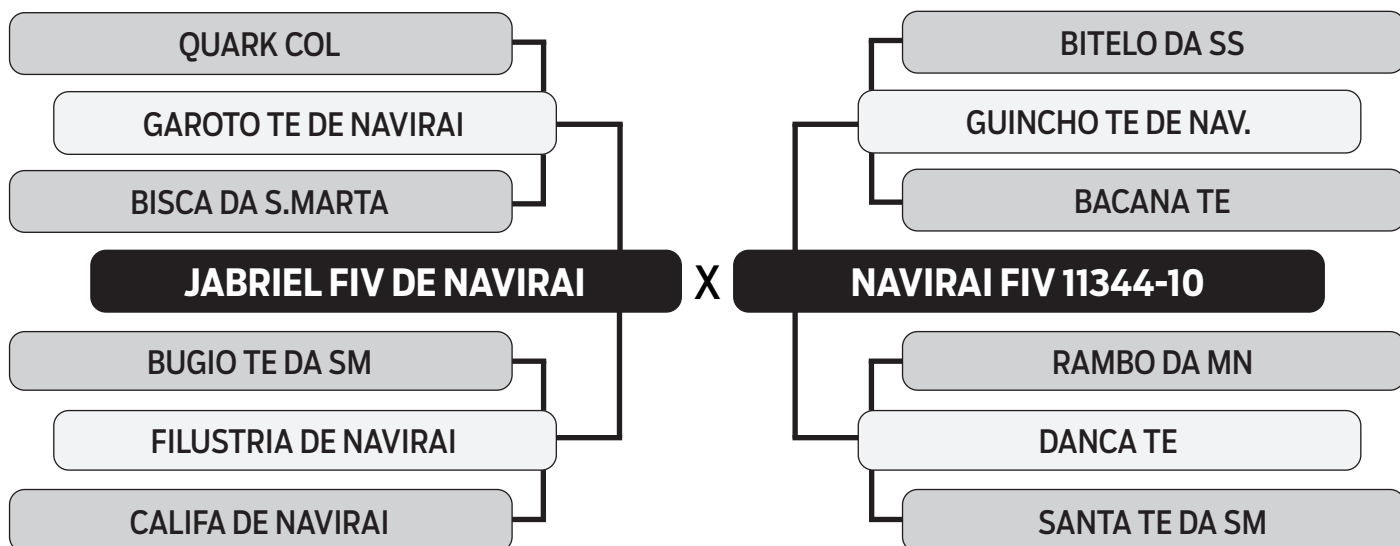 QUARK COL
GAROTO TE DE NAVIRAI
BISCA DA S.MARTA
BITELO DA SS
GUINCHO TE DE NAV.
BACANA TE
JABRIEL FIV DE NAVIRAI X NAVIRAI FIV 11344-10
BUGIO TE DA SM
FILUSTRIA DE NAVIRAI
CALIFA DE NAVIRAI
RAMBO DA MN
DANCA TE
SANTA TE DA SM